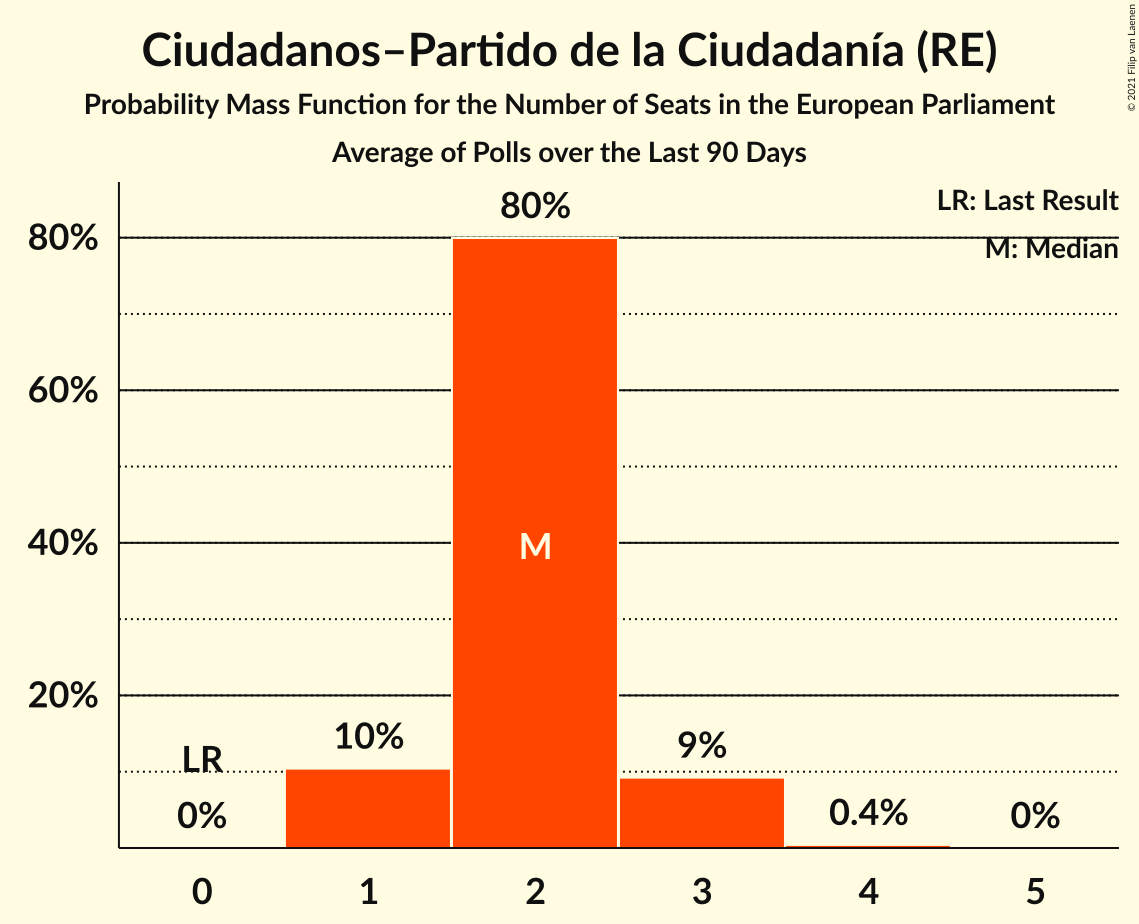 Ciudadanos–Partido de la Ciudadanía (RE)
Probability Mass Function for the Number of Seats in the European Parliament
Average of Polls over the Last 90 Days
© 2021 Filip van Laenen
LR: Last Result
M: Median
80%
60%
40%
20%
LR
0%
10%
80%
M
9%
0.4%
0%
0 1 2 3 4 5